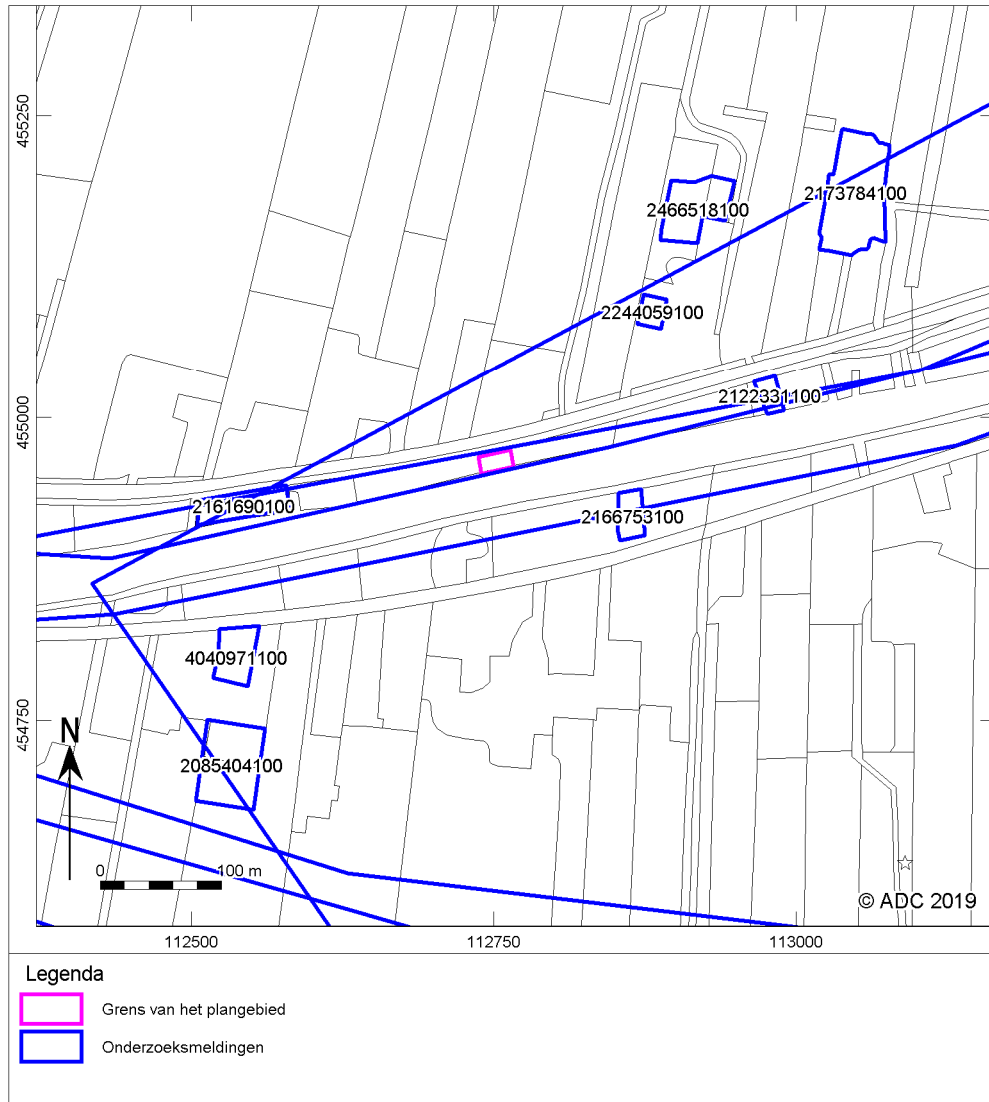 455250
2173784100
2466518100
2244059100
455000
2122331100
2161690100
2166753100
4040971100
454750
N
2085404100
0
100 m
© ADC 2019
112500
112750
113000
Legenda
Grens van het plangebied
Onderzoeksmeldingen